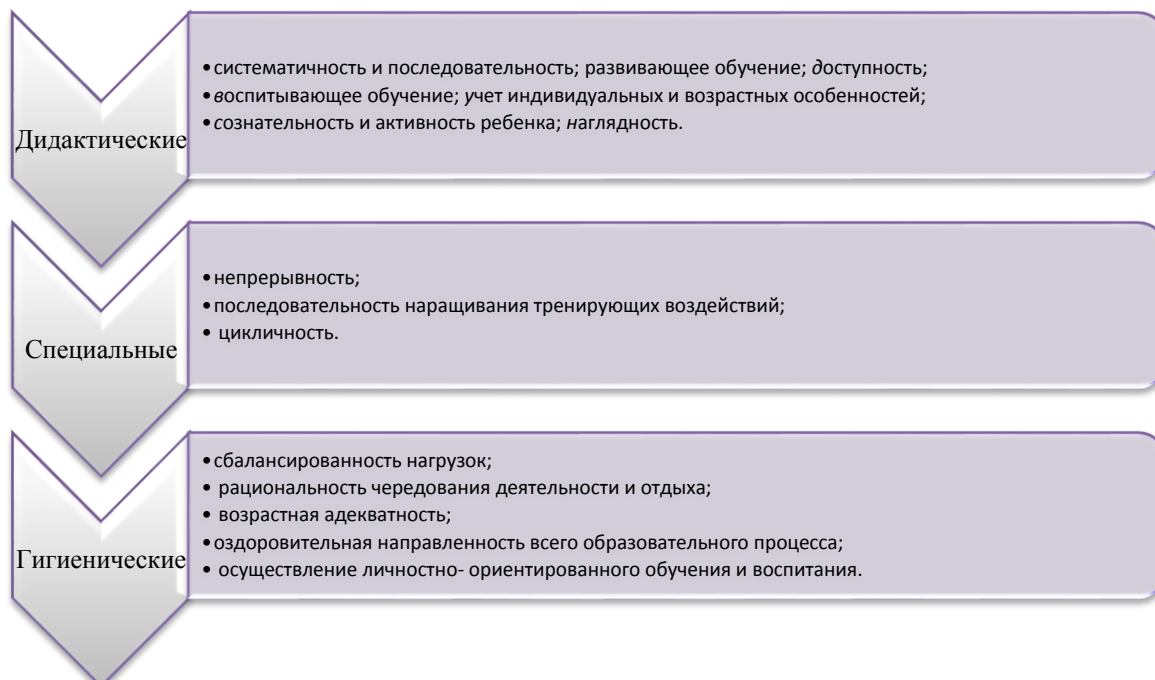 Дидактические
•систематичность и последовательность; развивающее обучение; доступность;
•воспитывающее обучение; учет индивидуальных и возрастных особенностей;
•сознательность и активность ребенка; наглядность.
Специальные
•непрерывность;
•последовательность наращивания тренирующих воздействий;
• цикличность.
Гигиенические
•сбалансированность нагрузок;
• рациональность чередования деятельности и отдыха;
• возрастная адекватность;
•оздоровительная направленность всего образовательного процесса;
• осуществление личностно- ориентированного обучения и воспитания.